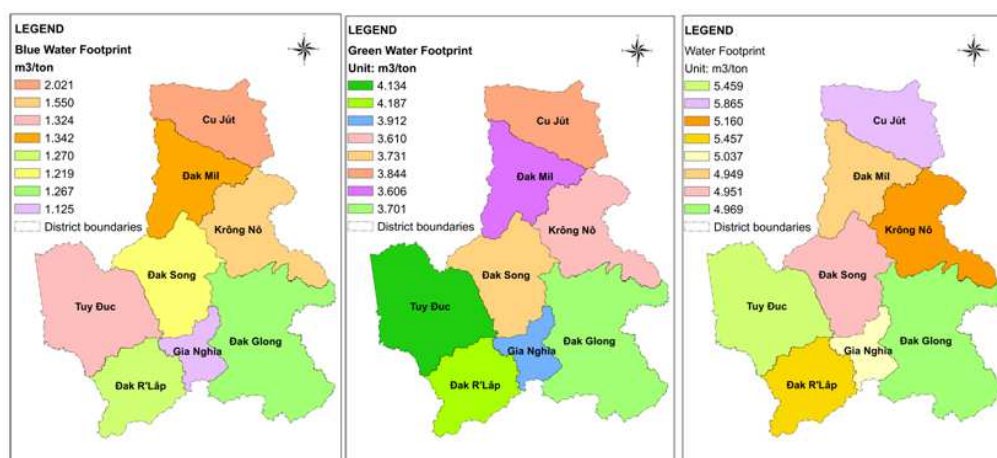 LEGEND
Blue Water Footprint
m3/ton
2.021
1.550
1.324
1.342
1.270
1.219
1.267
1.125
District boundaries
Cu Jút
Đak Mil
Krông Nô
Đak Song
Tuy Đuc
Đak Glong
Gia Nghia
Đak R'Lâp
LEGEND
Green Water Footprint
Unit: m3/ton
4.134
4.187
3.912
3.610
3.731
3.844
3.606
3.701
District boundaries
Cu Jút
Đak Mil
Krông Nô
Đak Song
Tuy Đuc
Đak Glong
Gia Nghia
Đak R'Lâp
LEGEND
Water Footprint
Unit: m3/ton
5.459
5.865
5.160
5.457
5.037
4.949
4.951
4.969
District boundaries
Cu Jút
Đak Mil
Krông Nô
Đak Song
Tuy Đuc
Đak Glong
Gia Nghia
Đak R'Lâp